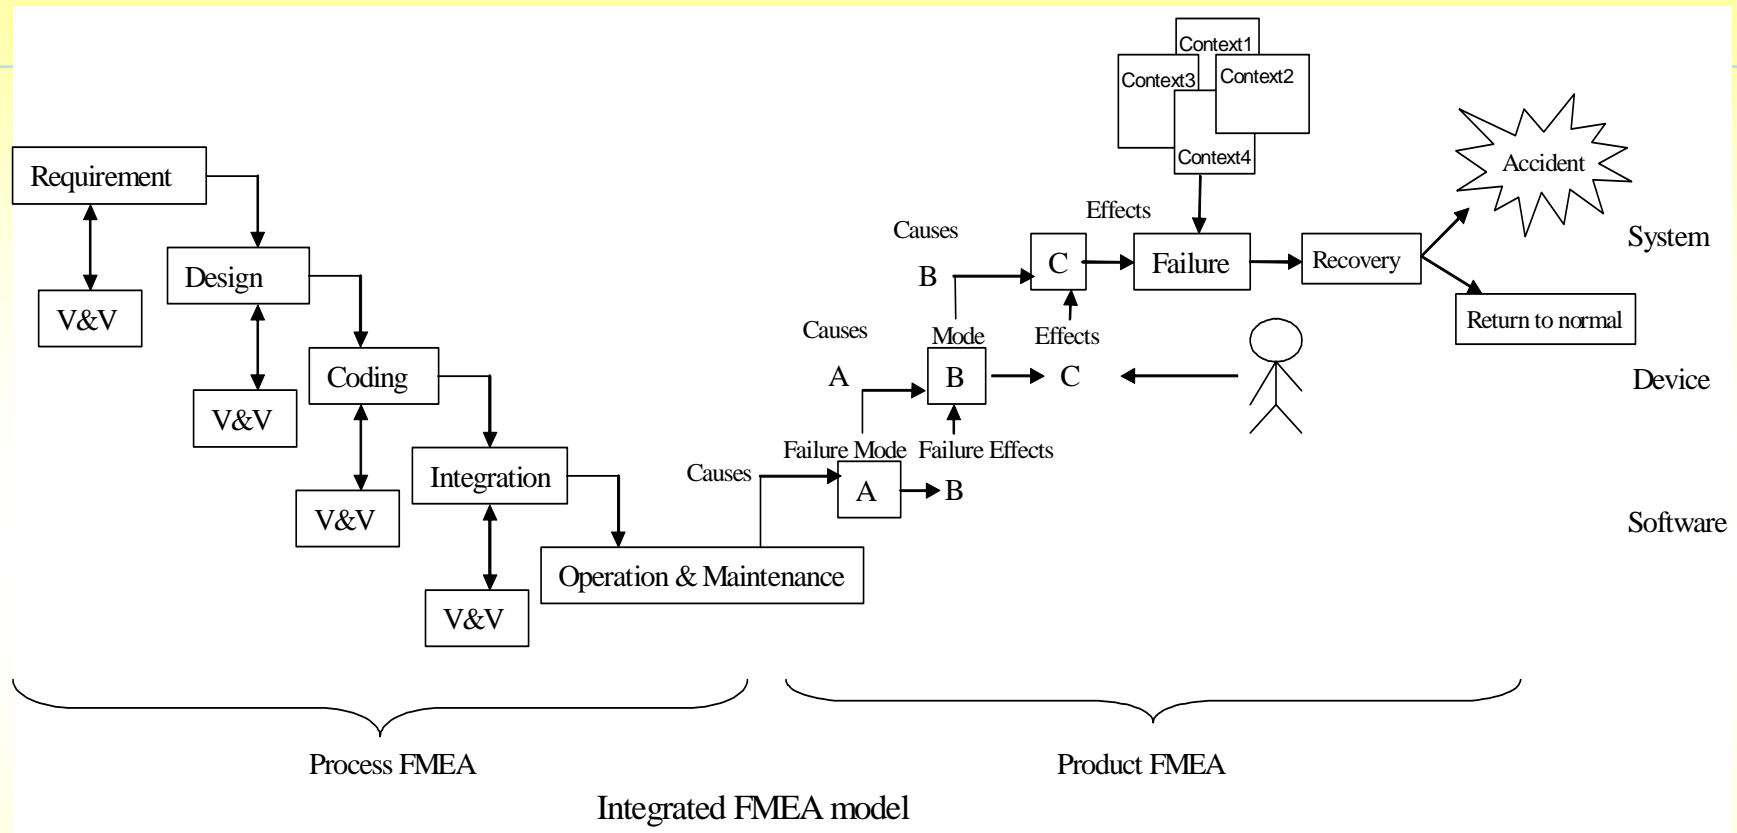 Context1
Context3
Context2
Context4
Accident
Requirement
Effects
Causes
System
Design
B
C
Failure
Recovery
V&V
Return to normal
Causes
Mode
Effects
Coding
A
B
C
Device
V&V
Failure Mode
Failure Effects
Integration
Causes
A
B
V&V
Software
Operation & Maintenance
V&V
Process FMEA
Product FMEA
Integrated FMEA model